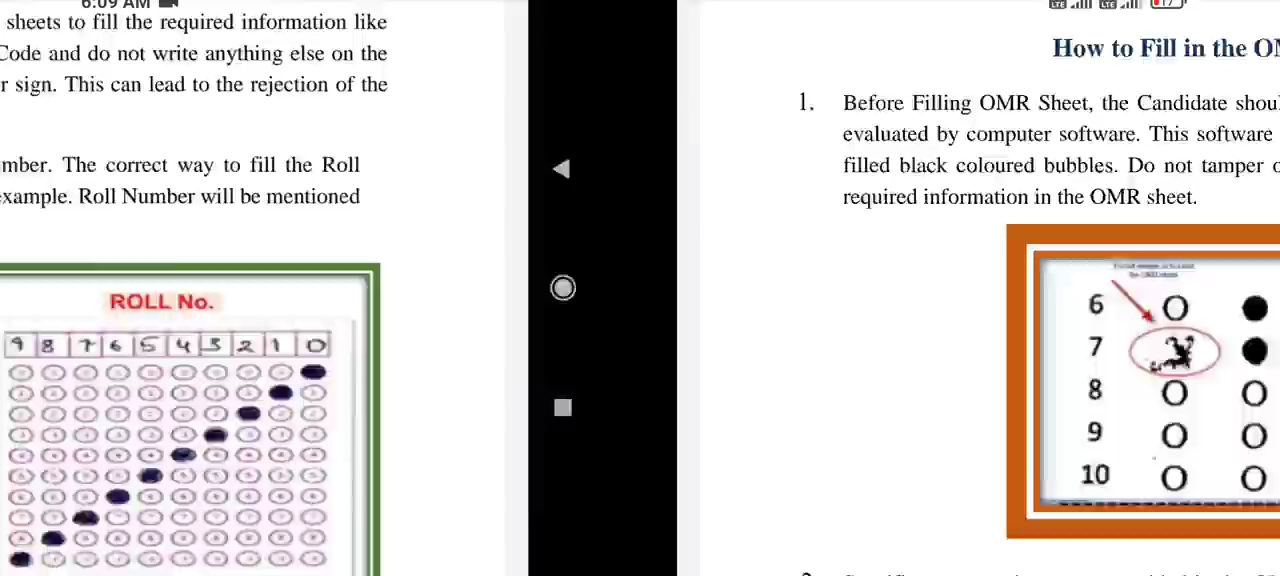 6:09 AM
sheets to fill the required information like
Code and do not write anything else on the
r sign. This can lead to the rejection of the
mber. The correct way to fill the Roll
xample. Roll Number will be mentioned
ROLL No.
9 8 7 6 5 4 3 2 1 0
How to Fill in the OM
1. Before Filling OMR Sheet, the Candidate shoul
evaluated by computer software. This software
filled black coloured bubbles. Do not tamper o
required information in the OMR sheet.
6
7
8
9
10